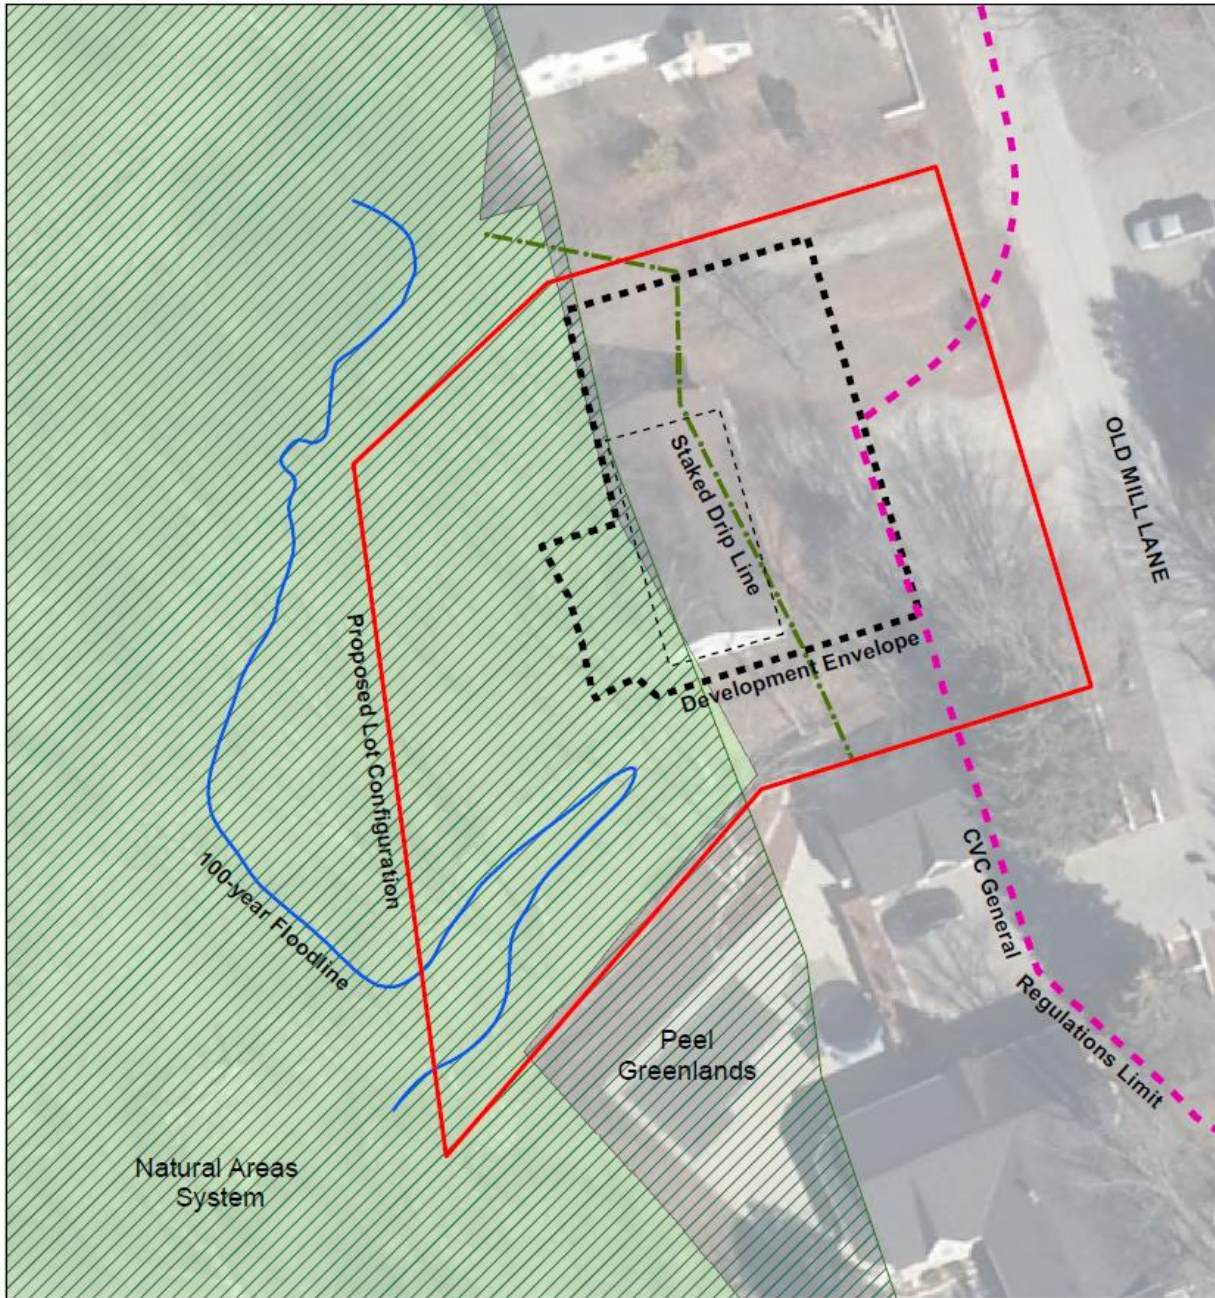 OLD MILL LANE
Staked Drip Line
Development Envelope
Proposed Lot Configuration
100-year Floodline
CVC General
Regulations Limit
Peel
Greenlands
Natural Areas
System